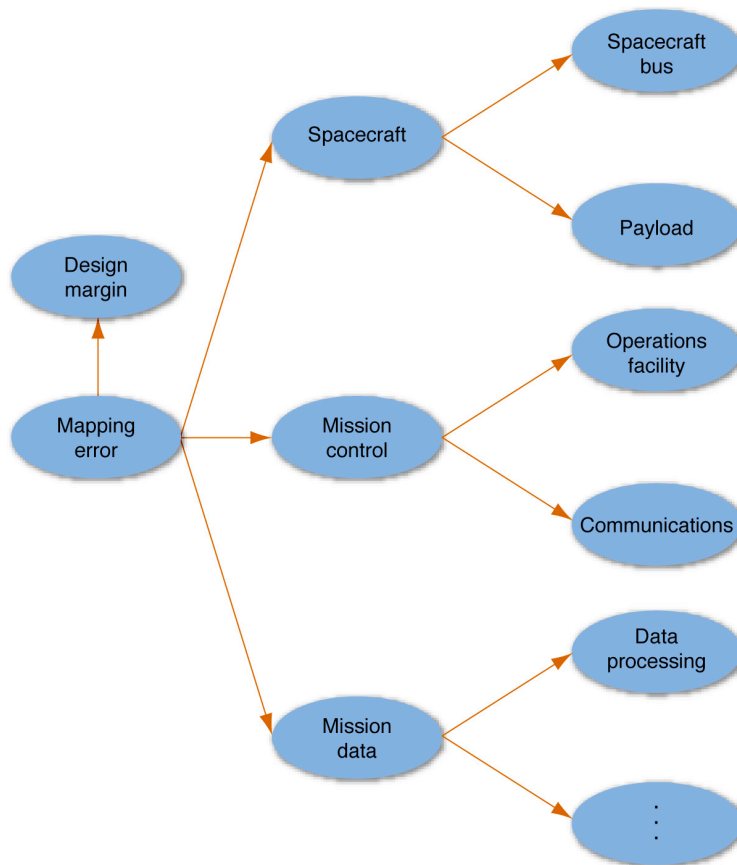 Spacecraft
bus
Spacecraft
Payload
Design
margin
Operations
facility
Mapping
error
Mission
control
Communications
Data
processing
Mission
data
.
.
.